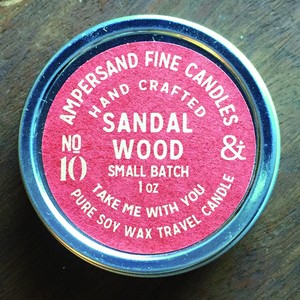 AMPERSAND FINE CANDLES
HAND CRAFTED
SANDAL
WOOD
No
10
&
SMALL BATCH
1 oz
TAKE ME WITH YOU
PURE SOY WAX TRAVEL CANDLE